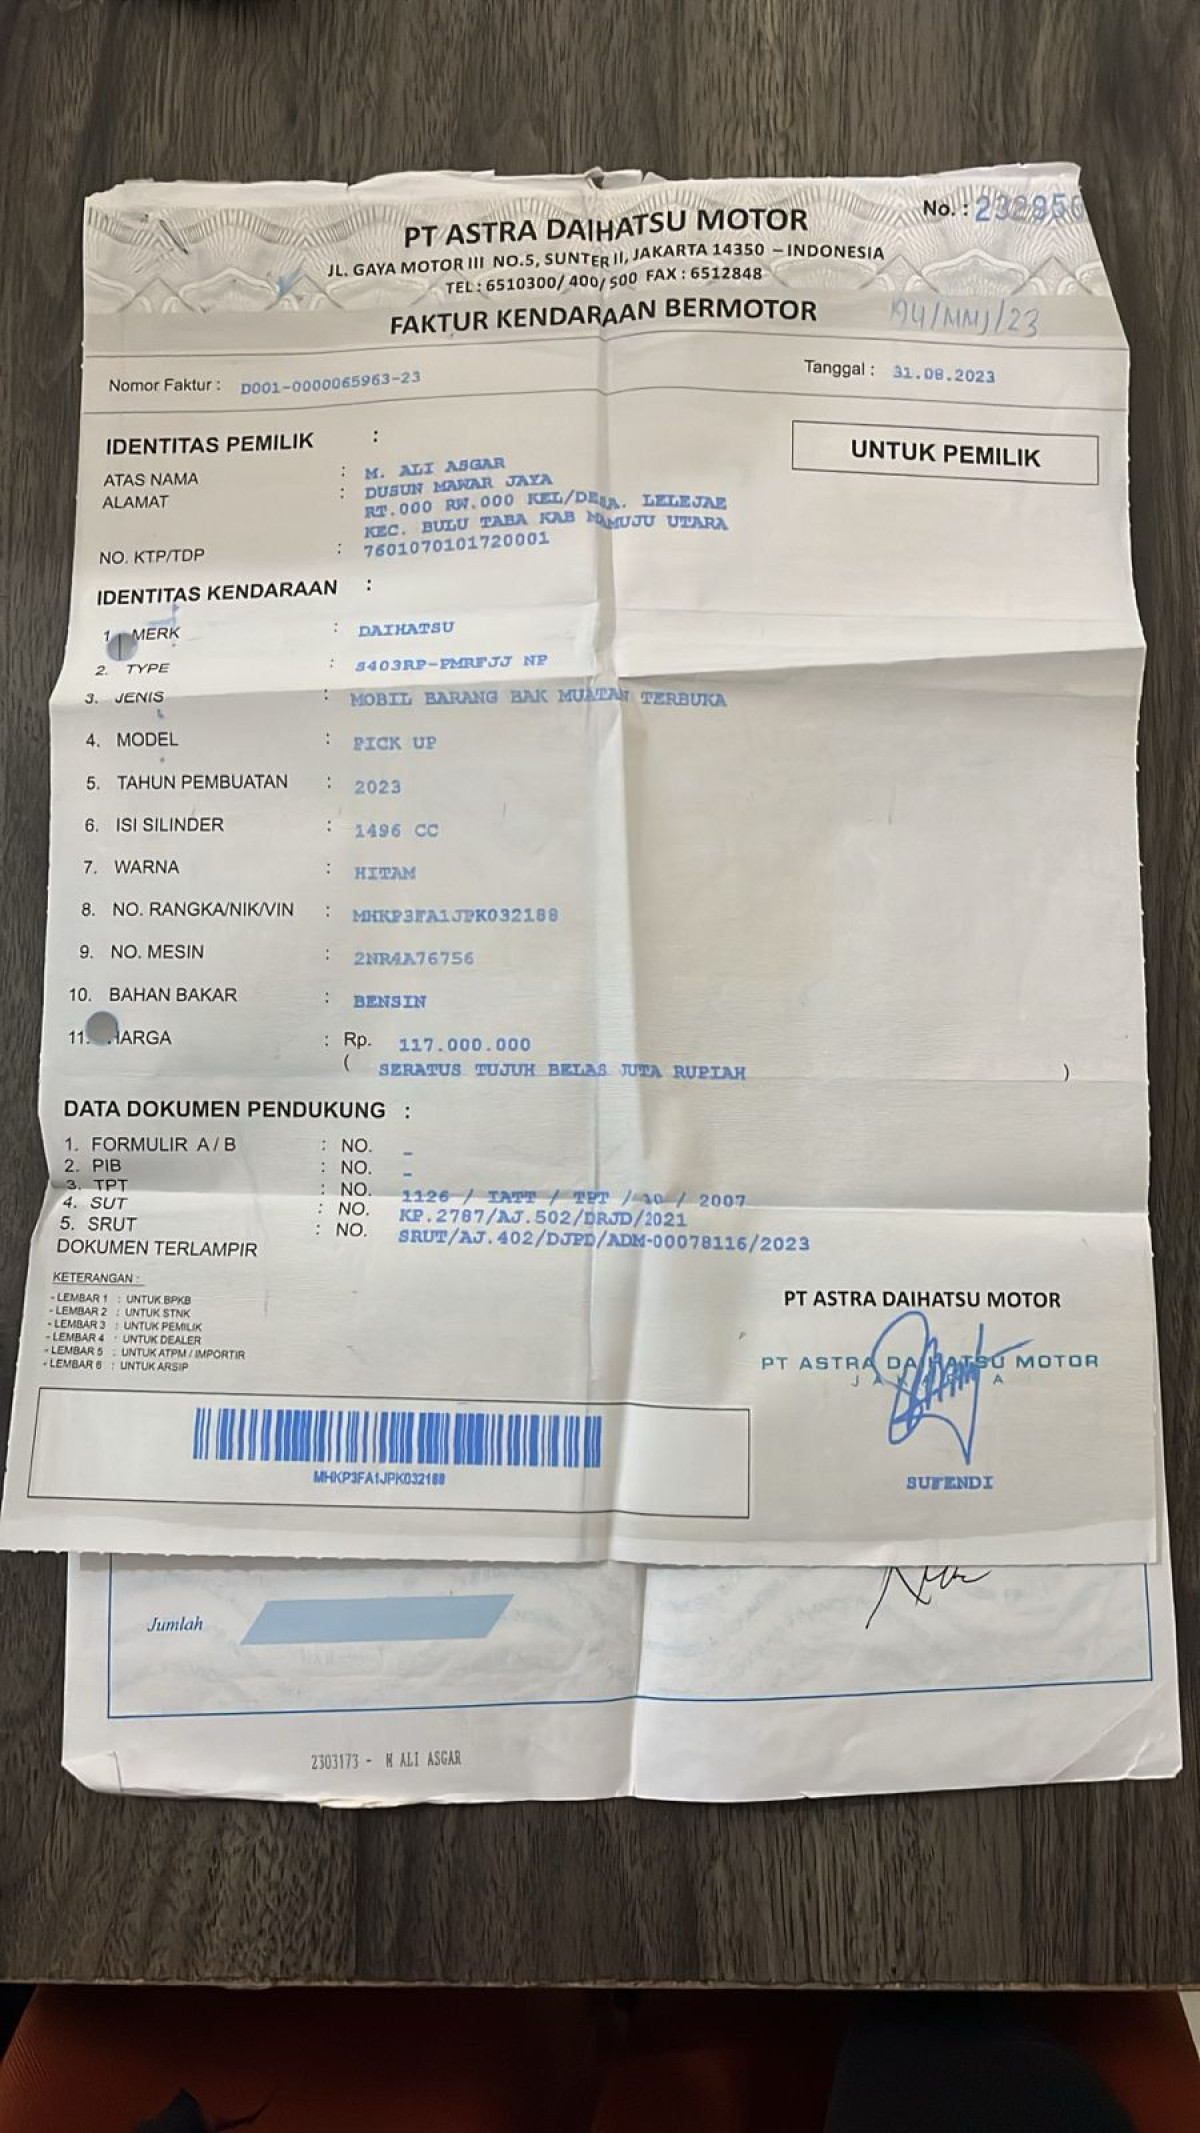 No. : 232956
PT ASTRA DAIHATSU MOTOR
JL. GAYA MOTOR III NO.5, SUNTER II, JAKARTA 14350 – INDONESIA
TEL : 6510300/ 400/ 500 FAX : 6512848
FAKTUR KENDARAAN BERMOTOR
194/MMJ/23
Nomor Faktur : D001-0000065963-23
Tanggal : 31.08.2023
IDENTITAS PEMILIK :
UNTUK PEMILIK
ATAS NAMA : M. ALI ASGAR
ALAMAT : DUSUN MAWAR JAYA
RT.000 RW.000 KEL/DESA. LELEJAE
KEC. BULU TABA KAB MAMUJU UTARA
NO. KTP/TDP : 7601070101720001
IDENTITAS KENDARAAN :
1. MERK : DAIHATSU
2. TYPE : S403RP-PMRFJJ NP
3. JENIS : MOBIL BARANG BAK MUATAN TERBUKA
4. MODEL : PICK UP
5. TAHUN PEMBUATAN : 2023
6. ISI SILINDER : 1496 CC
7. WARNA : HITAM
8. NO. RANGKA/NIK/VIN : MHKP3FA1JPK032188
9. NO. MESIN : 2NR4A76756
10. BAHAN BAKAR : BENSIN
11. HARGA : Rp. 117.000.000
( SERATUS TUJUH BELAS JUTA RUPIAH )
DATA DOKUMEN PENDUKUNG :
1. FORMULIR A / B : NO. –
2. PIB : NO. –
3. TPT : NO. 1126 / IATT / TPT / 10 / 2007
4. SUT : NO. KP.2787/AJ.502/DRJD/2021
5. SRUT : NO. SRUT/AJ.402/DJPD/ADM-00078116/2023
DOKUMEN TERLAMPIR
KETERANGAN :
- LEMBAR 1 : UNTUK BPKB
- LEMBAR 2 : UNTUK STNK
- LEMBAR 3 : UNTUK PEMILIK
- LEMBAR 4 : UNTUK DEALER
- LEMBAR 5 : UNTUK ATPM / IMPORTIR
- LEMBAR 6 : UNTUK ARSIP
PT ASTRA DAIHATSU MOTOR
PT ASTRA DAIHATSU MOTOR
JAKARTA
SUFENDI
MHKP3FA1JPK032188
Jumlah
2303173 - M ALI ASGAR